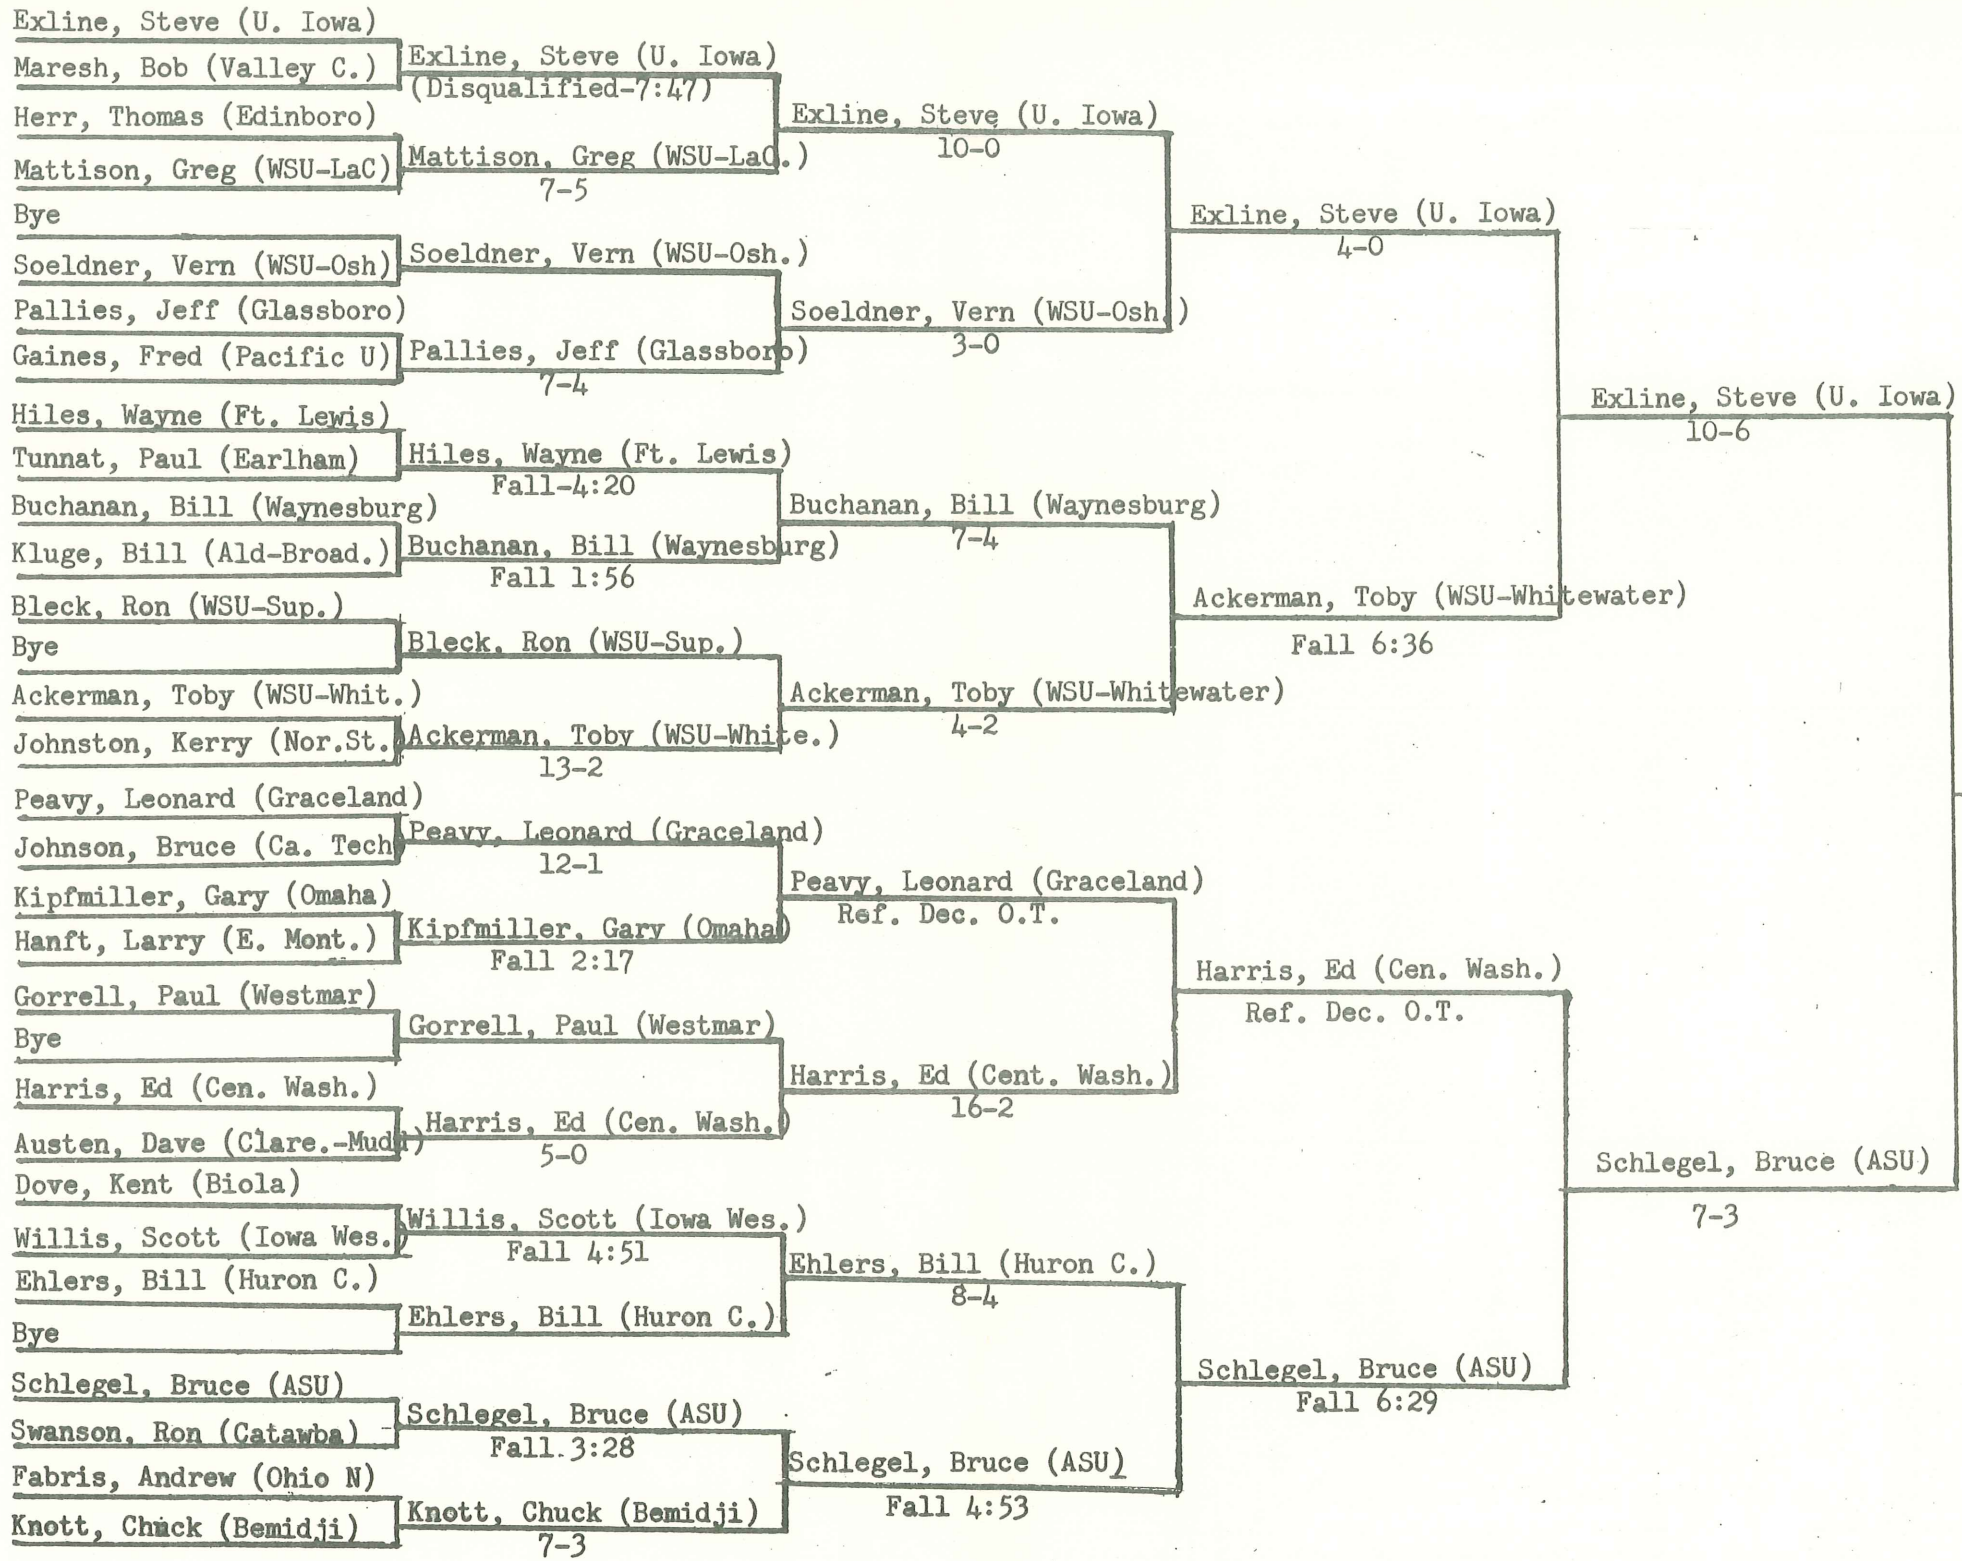 Exline, Steve (U. Iowa)
Maresh, Bob (Valley C.)
Herr, Thomas (Edinboro)
Mattison, Greg (WSU-LaC)
Bye
Soeldner, Vern (WSU-Osh)
Pallies, Jeff (Glassboro)
Gaines, Fred (Pacific U)
Hiles, Wayne (Ft. Lewis)
Tunnat, Paul (Earlham)
Buchanan, Bill (Waynesburg)
Kluge, Bill (Ald-Broad.)
Bleck, Ron (WSU-Sup.)
Bye
Ackerman, Toby (WSU-Whit.)
Johnston, Kerry (Nor.St.)
Peavy, Leonard (Graceland)
Johnson, Bruce (Ca. Tech)
Kipfmiller, Gary (Omaha)
Hanft, Larry (E. Mont.)
Gorrell, Paul (Westmar)
Bye
Harris, Ed (Cen. Wash.)
Austen, Dave (Clare.-Mudd)
Dove, Kent (Biola)
Willis, Scott (Iowa Wes.)
Ehlers, Bill (Huron C.)
Bye
Schlegel, Bruce (ASU)
Swanson, Ron (Catawba)
Fabris, Andrew (Ohio N)
Knott, Chuck (Bemidji)
Exline, Steve (U. Iowa)
(Disqualified-7:47)
Mattison, Greg (WSU-LaC.)
7-5
Soeldner, Vern (WSU-Osh.)
Pallies, Jeff (Glassboro)
7-4
Hiles, Wayne (Ft. Lewis)
Fall-4:20
Buchanan, Bill (Waynesburg)
Fall 1:56
Bleck, Ron (WSU-Sup.)
Ackerman, Toby (WSU-White.)
13-2
Peavy, Leonard (Graceland)
12-1
Kipfmiller, Gary (Omaha)
Fall 2:17
Gorrell, Paul (Westmar)
Harris, Ed (Cen. Wash.)
5-0
Willis, Scott (Iowa Wes.)
Fall 4:51
Ehlers, Bill (Huron C.)
Schlegel, Bruce (ASU)
Fall 3:28
Knott, Chuck (Bemidji)
7-3
Exline, Steve (U. Iowa)
10-0
Soeldner, Vern (WSU-Osh.)
3-0
Buchanan, Bill (Waynesburg)
7-4
Ackerman, Toby (WSU-Whitewater)
4-2
Peavy, Leonard (Graceland)
Ref. Dec. O.T.
Harris, Ed (Cent. Wash.)
16-2
Ehlers, Bill (Huron C.)
8-4
Schlegel, Bruce (ASU)
Fall 4:53
Exline, Steve (U. Iowa)
4-0
Ackerman, Toby (WSU-Whitewater)
Fall 6:36
Harris, Ed (Cen. Wash.)
Ref. Dec. O.T.
Schlegel, Bruce (ASU)
Fall 6:29
Exline, Steve (U. Iowa)
10-6
Schlegel, Bruce (ASU)
7-3